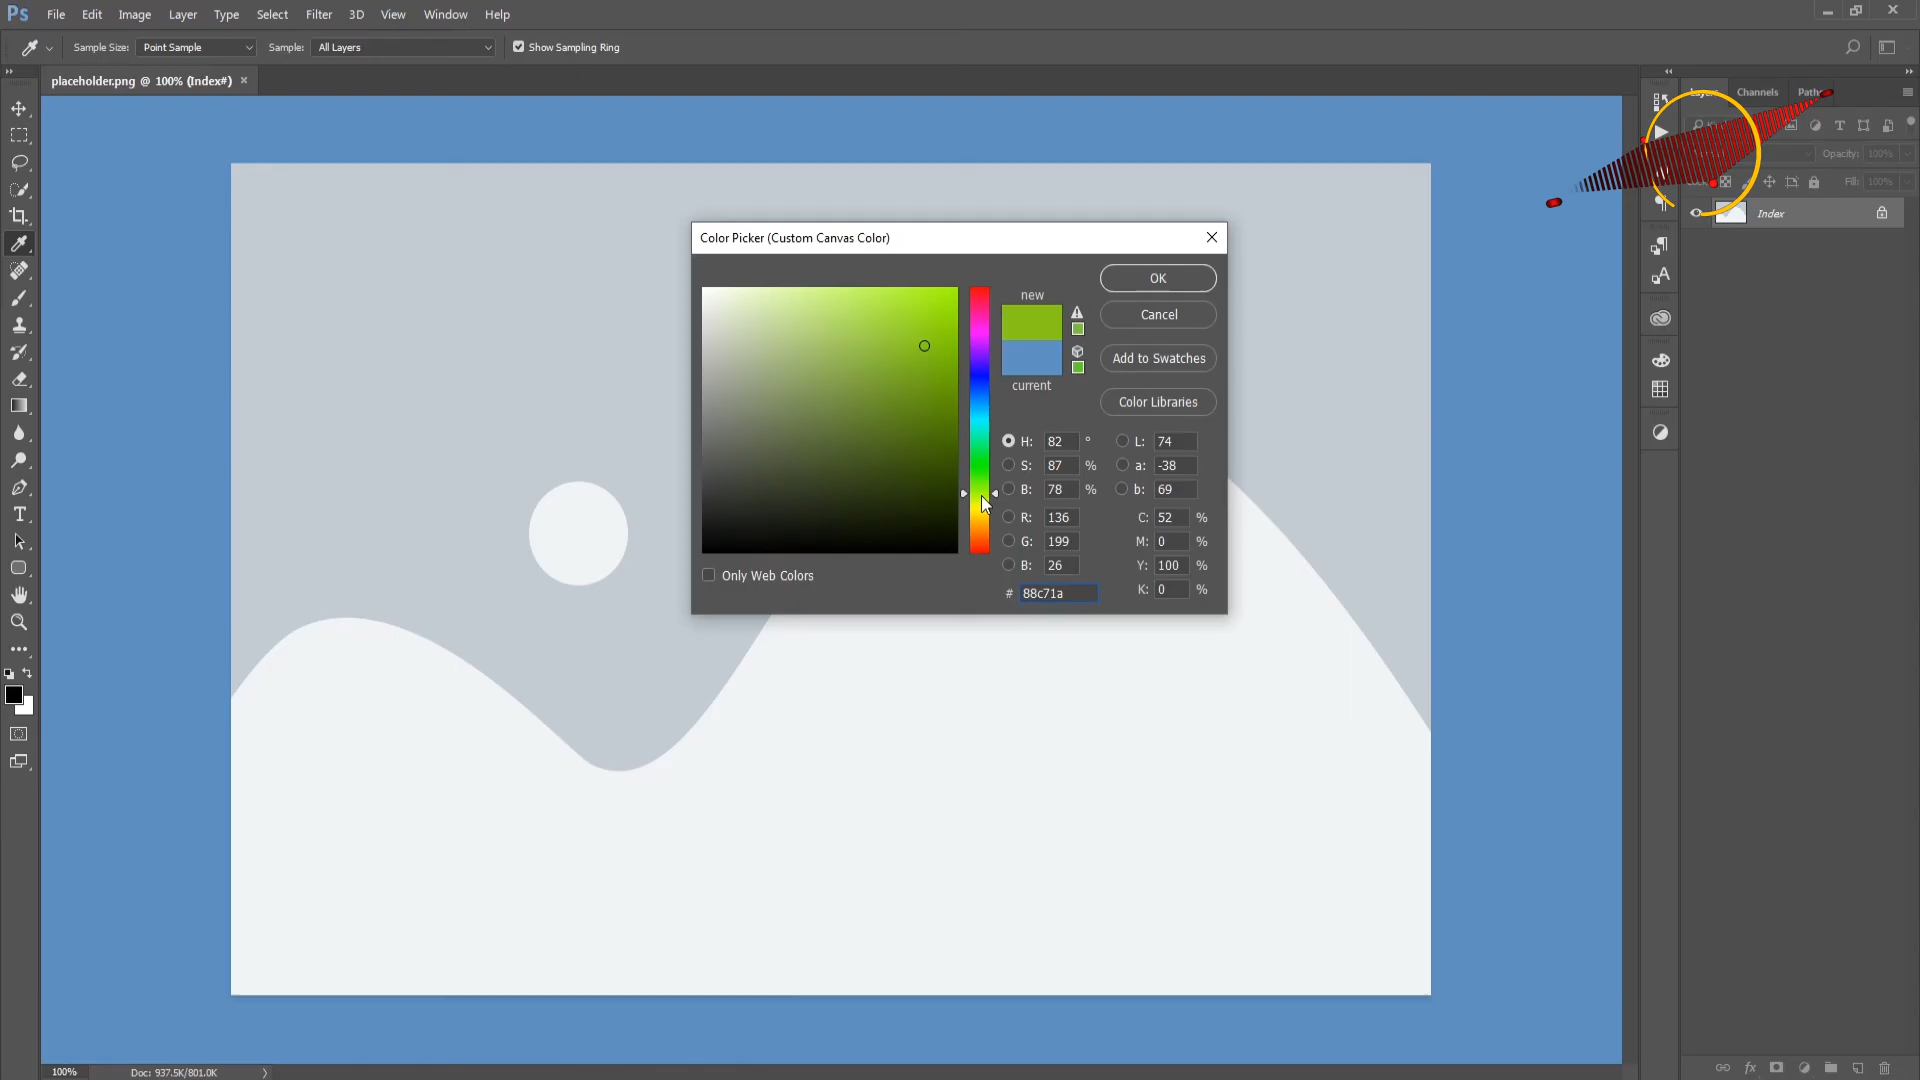 Ps File Edit Image Layer Type Select Filter 3D View Window Help
Sample Size: Point Sample Sample: All Layers Show Sampling Ring
placeholder.png @ 100% (Index#)
Channels
Opacity: 100%
Fill: 100%
Index
Color Picker (Custom Canvas Color)
OK
new
Cancel
Add to Swatches
current
Color Libraries
H: 82 ° L: 74
S: 87 % a: -38
B: 78 % b: 69
R: 136 C: 52 %
G: 199 M: 0 %
B: 26 Y: 100 %
Only Web Colors
# 88c71a K: 0 %
100% Doc: 937.5K/801.0K